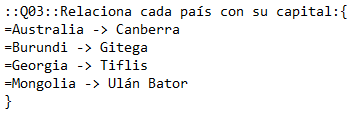 ::Q03::Relaciona cada país con su capital:{
=Australia -> Canberra
=Burundi -> Gitega
=Georgia -> Tiflis
=Mongolia -> Ulán Bator
}